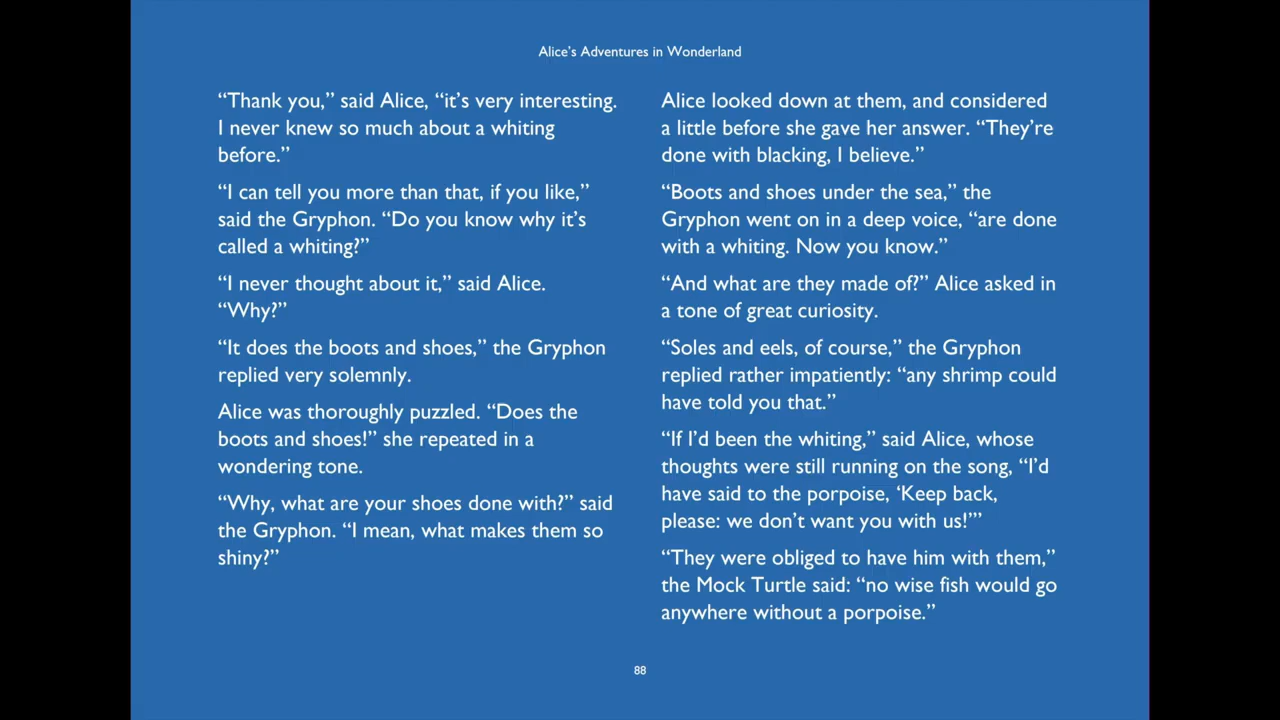 Alice’s Adventures in Wonderland
“Thank you,” said Alice, “it’s very interesting.
I never knew so much about a whiting
before.”
“I can tell you more than that, if you like,”
said the Gryphon. “Do you know why it’s
called a whiting?”
“I never thought about it,” said Alice.
“Why?”
“It does the boots and shoes,” the Gryphon
replied very solemnly.
Alice was thoroughly puzzled. “Does the
boots and shoes!” she repeated in a
wondering tone.
“Why, what are your shoes done with?” said
the Gryphon. “I mean, what makes them so
shiny?”
Alice looked down at them, and considered
a little before she gave her answer. “They’re
done with blacking, I believe.”
“Boots and shoes under the sea,” the
Gryphon went on in a deep voice, “are done
with a whiting. Now you know.”
“And what are they made of?” Alice asked in
a tone of great curiosity.
“Soles and eels, of course,” the Gryphon
replied rather impatiently: “any shrimp could
have told you that.”
“If I’d been the whiting,” said Alice, whose
thoughts were still running on the song, “I’d
have said to the porpoise, ‘Keep back,
please: we don’t want you with us!’”
“They were obliged to have him with them,”
the Mock Turtle said: “no wise fish would go
anywhere without a porpoise.”
88